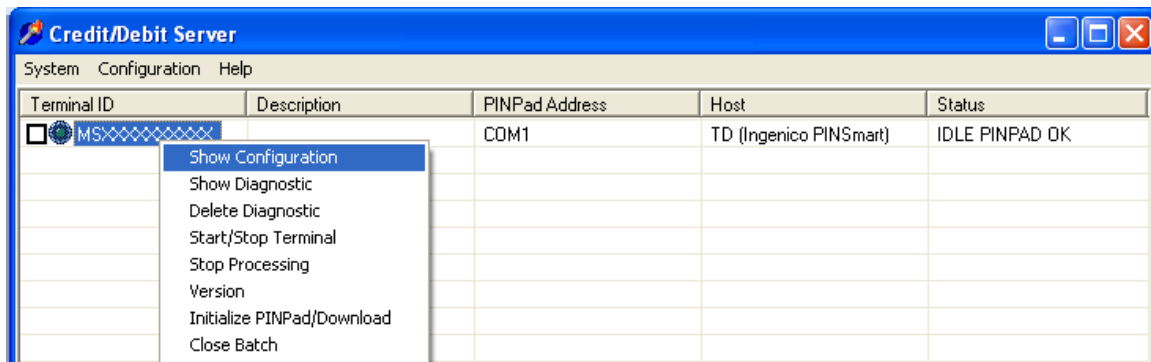 Credit/Debit Server
System Configuration Help
Terminal ID Description PINPad Address Host Status
MSXXXXXXXXXX COM1 TD (Ingenico PINSmart) IDLE PINPAD OK
Show Configuration
Show Diagnostic
Delete Diagnostic
Start/Stop Terminal
Stop Processing
Version
Initialize PINPad/Download
Close Batch